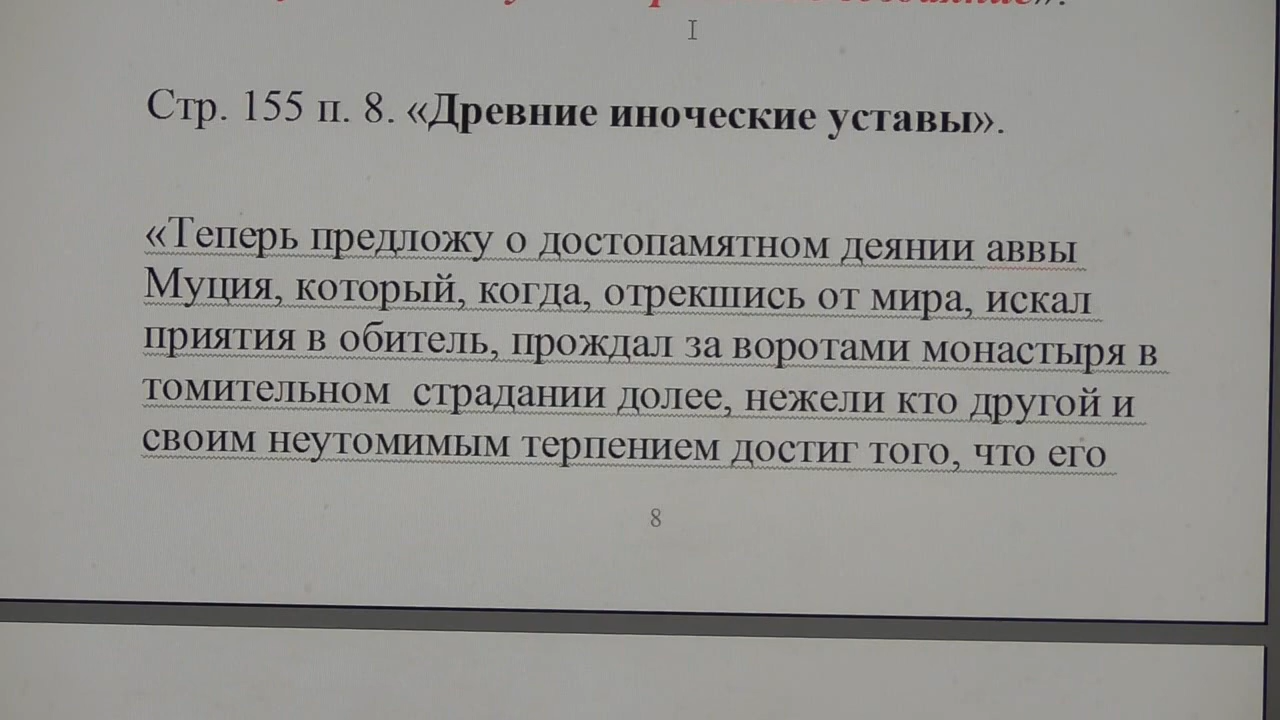 Стр. 155 п. 8. «Древние иноческие уставы».
«Теперь предложу о достопамятном деянии аввы
Муция, который, когда, отрекшись от мира, искал
приятия в обитель, прождал за воротами монастыря в
томительном страдании долее, нежели кто другой и
своим неутомимым терпением достиг того, что его
8